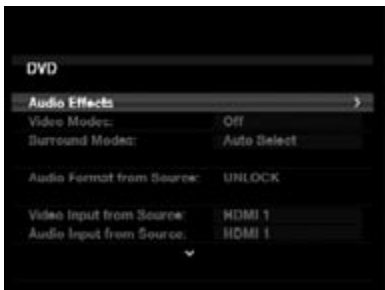 DVD
Audio Effects >
Video Modes: Off
Surround Modes: Auto Select
Audio Format from Source: UNLOCK
Video Input from Source: HDMI 1
Audio Input from Source: HDMI 1